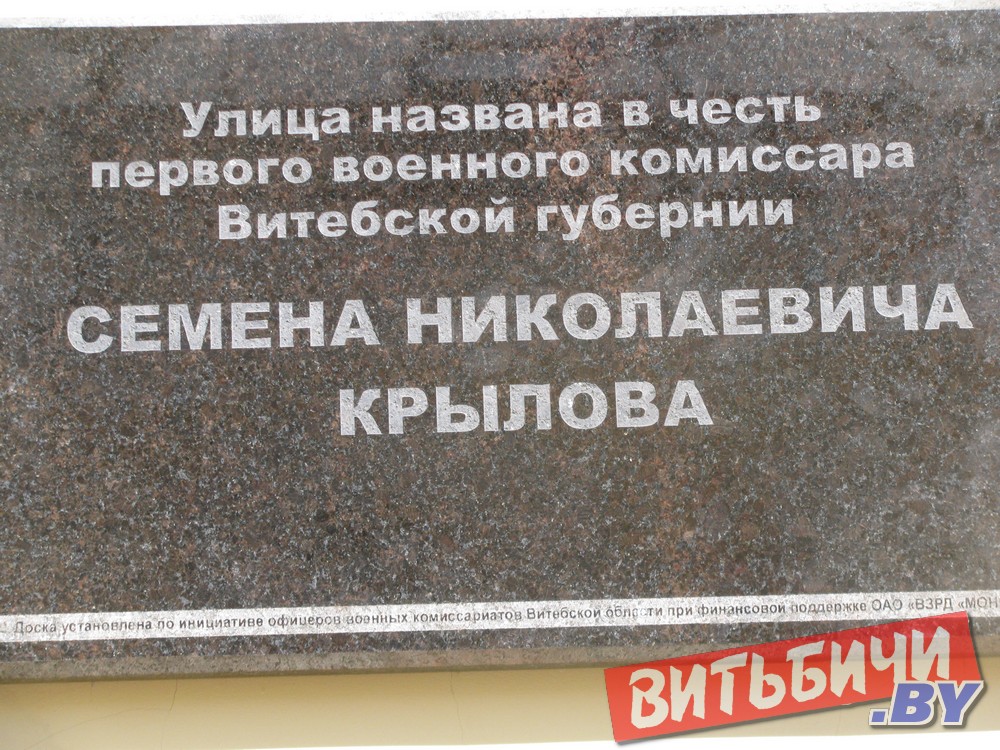 Улица названа в честь
первого военного комиссара
Витебской губернии
СЕМЕНА НИКОЛАЕВИЧА
КРЫЛОВА
Доска установлена по инициативе офицеров военных комиссариатов Витебской области при финансовой поддержке ОАО «ВЗРД «МОН
ВИТЬБИЧИ
.BY